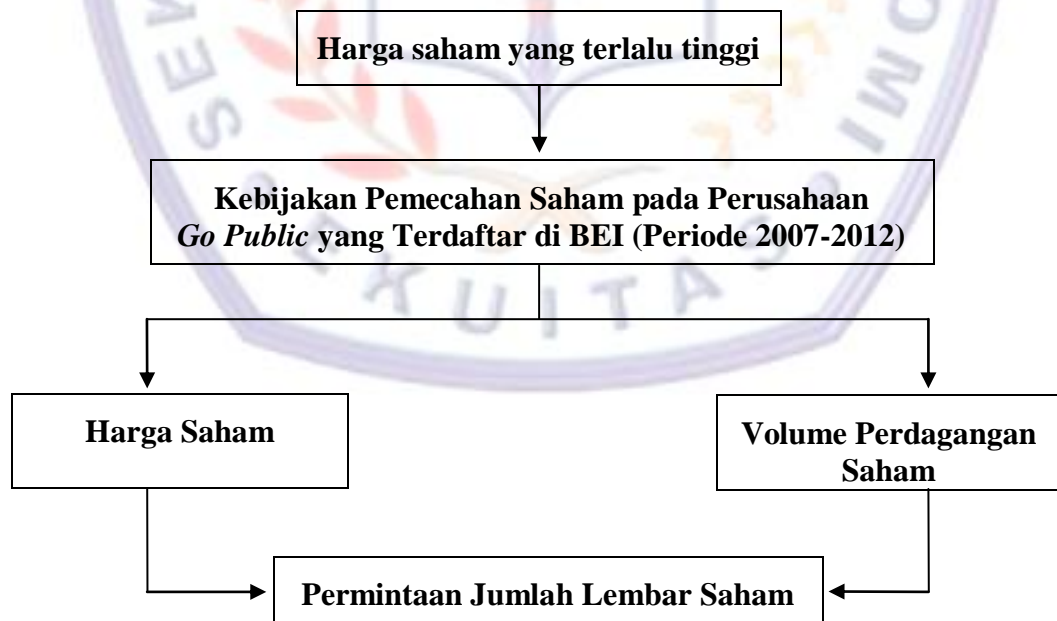 Harga saham yang terlalu tinggi
Kebijakan Pemecahan Saham pada Perusahaan
Go Public yang Terdaftar di BEI (Periode 2007-2012)
Harga Saham
Volume Perdagangan
Saham
Permintaan Jumlah Lembar Saham